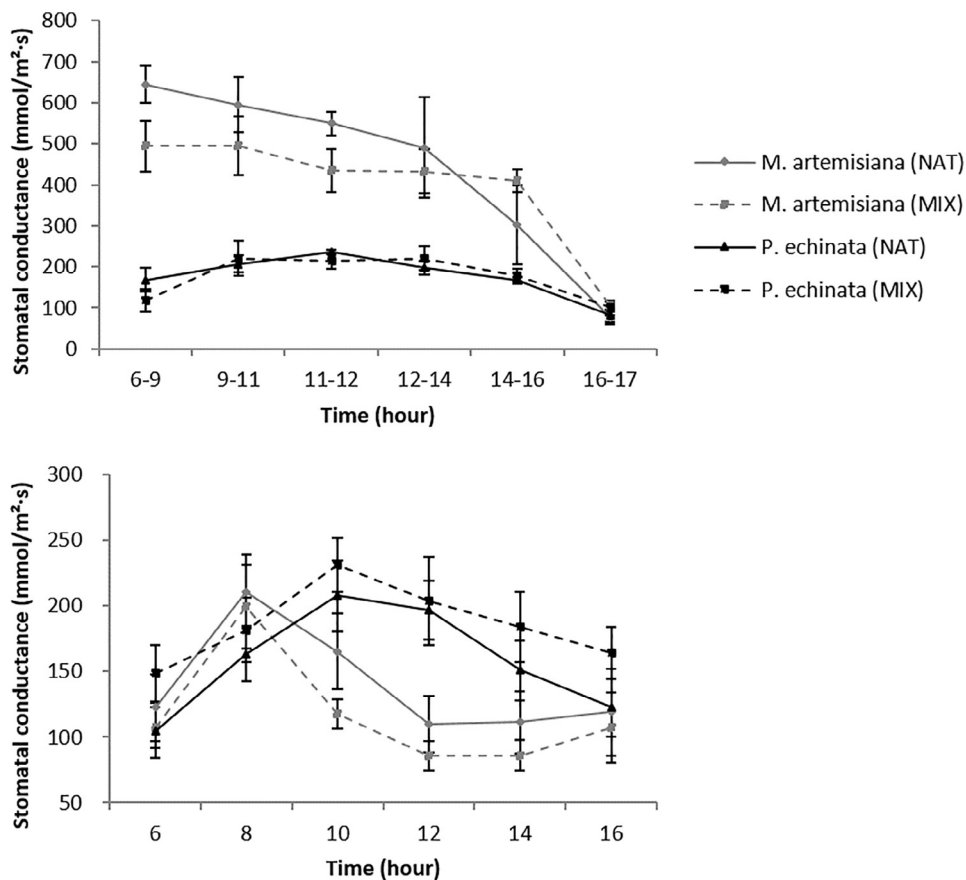 Stomatal conductance (mmol/m²·s)
800
700
600
500
400
300
200
100
0
6-9 9-11 11-12 12-14 14-16 16-17
Time (hour)
M. artemisiana (NAT)
M. artemisiana (MIX)
P. echinata (NAT)
P. echinata (MIX)
Stomatal conductance (mmol/m²·s)
300
250
200
150
100
50
6 8 10 12 14 16
Time (hour)